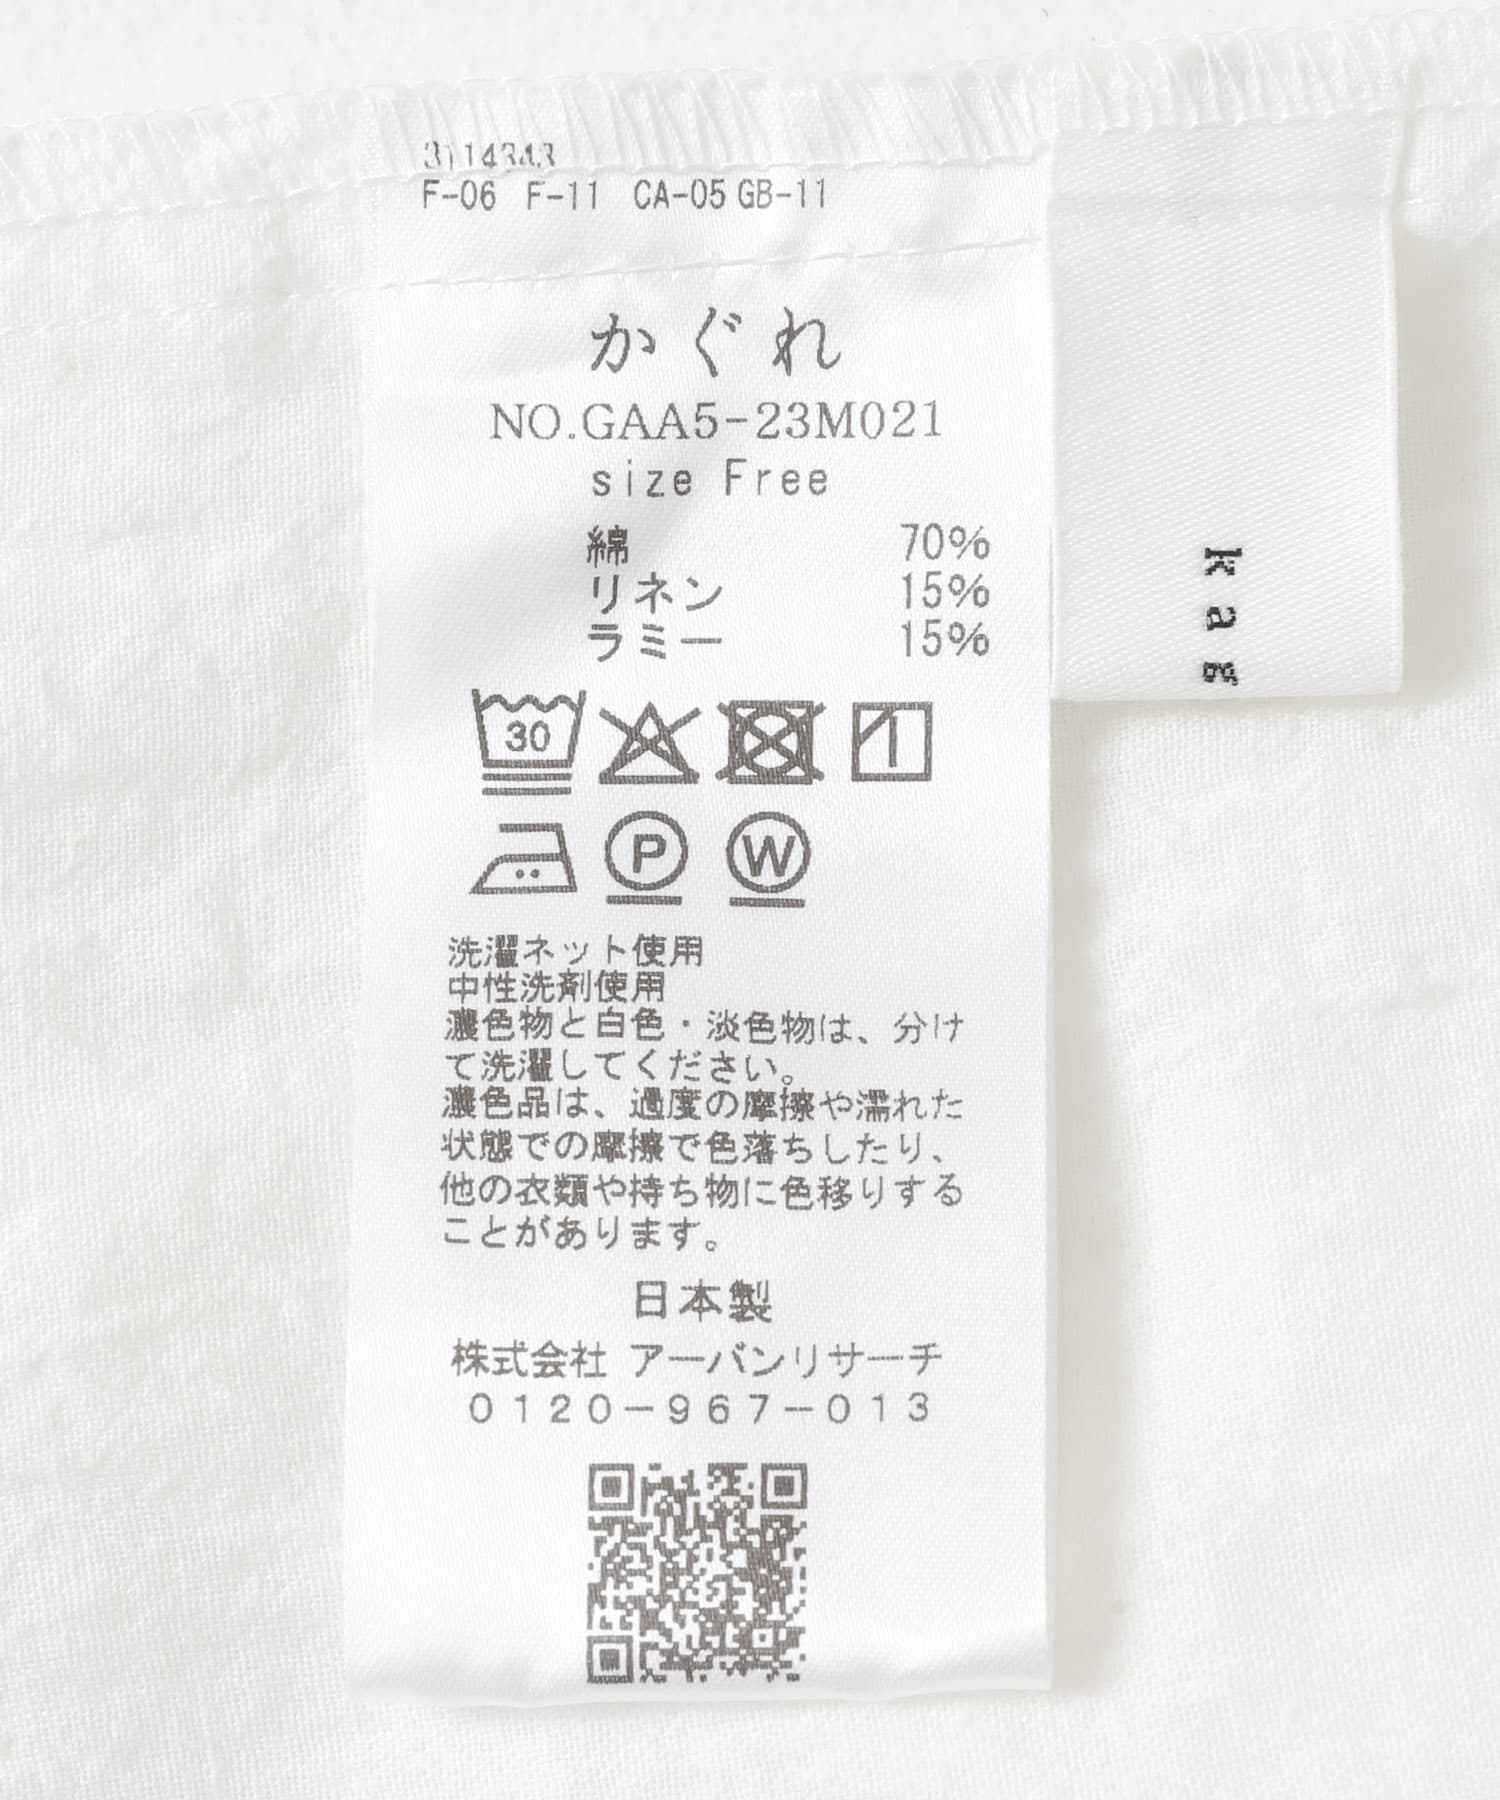 3114343
F-06 F-11 CA-05 GB-11
かぐれ
NO.GAA5-23M021
size Free
綿 70%
リネン 15%
ラミー 15%
30
P W
洗濯ネット使用
中性洗剤使用
濃色物と白色・淡色物は、分け
て洗濯してください。
濃色品は、過度の摩擦や濡れた
状態での摩擦で色落ちしたり、
他の衣類や持ち物に色移りする
ことがあります。
日本製
株式会社 アーバンリサーチ
0120-967-013
kag